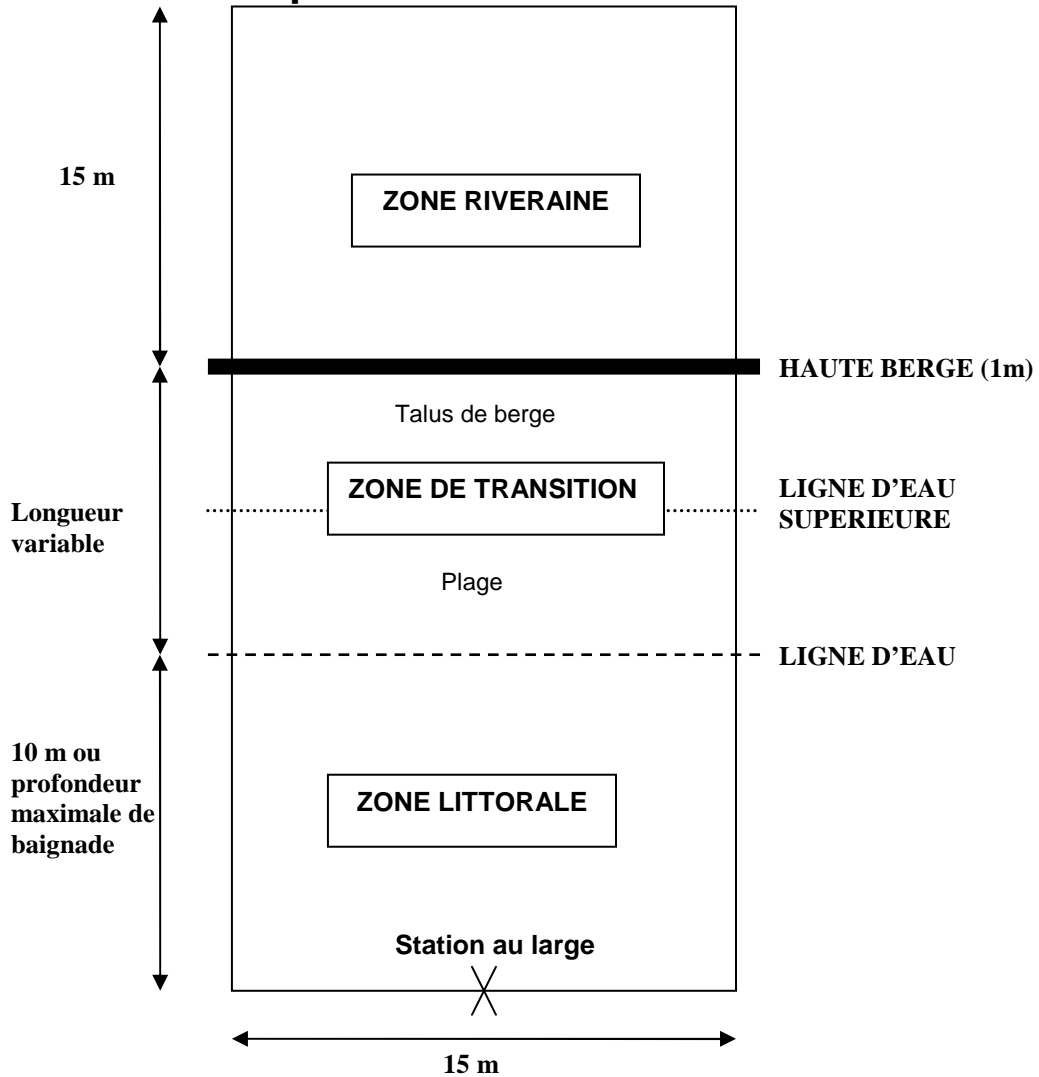 15 m
ZONE RIVERAINE
HAUTE BERGE (1m)
Talus de berge
ZONE DE TRANSITION
LIGNE D'EAU
SUPERIEURE
Longueur
variable
Plage
LIGNE D'EAU
10 m ou
profondeur
maximale de
baignade
ZONE LITTORALE
Station au large
15 m